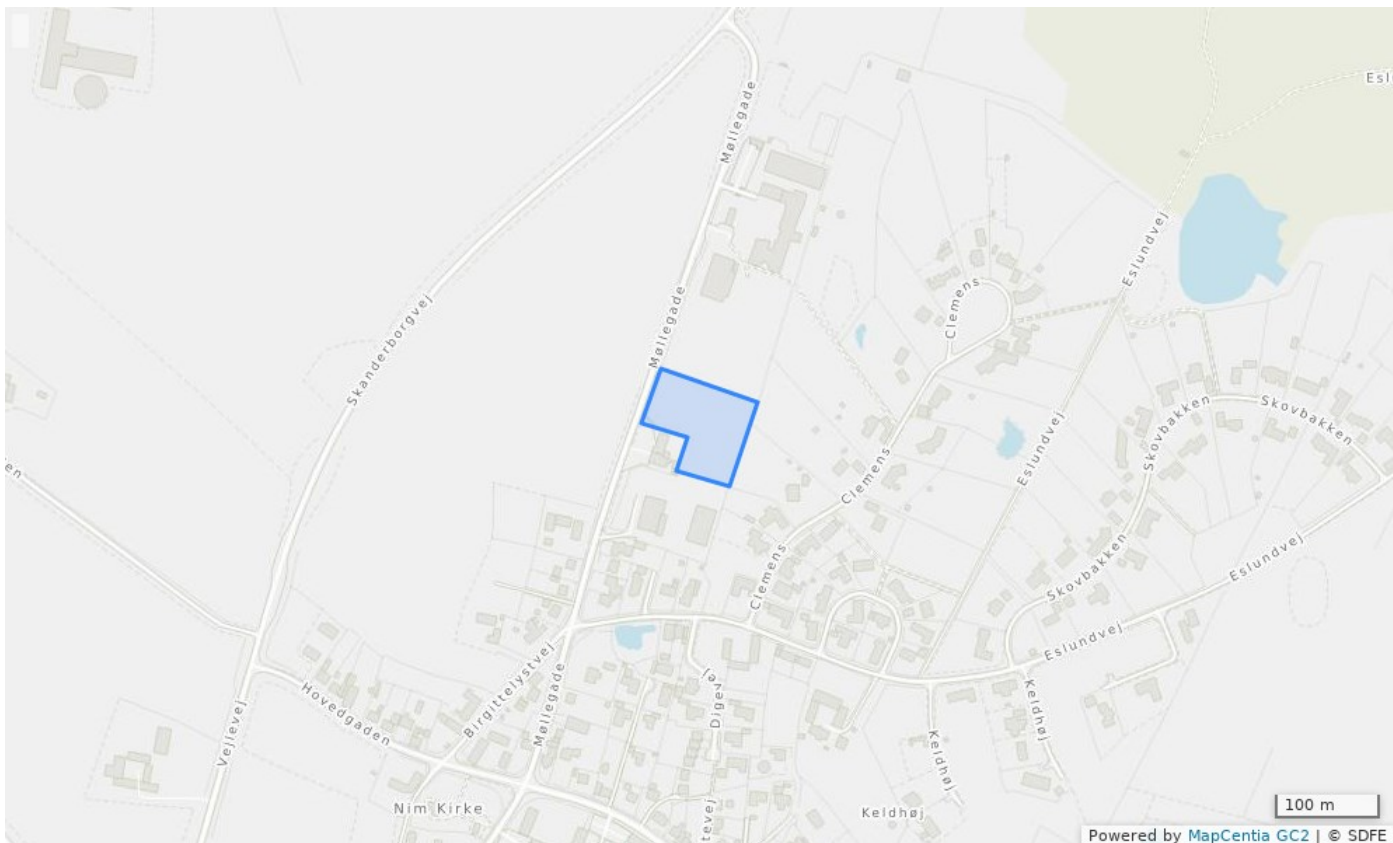 Møllegade
Eslundvej
Clemens
Møllegade
Skanderborgvej
Skovbakken
Skovbakken
Eslundvej
Clemens
Eslundvej
Skovbakken
Clemens
Eslundvej
Birgittelystvej
Digevej
Keldhøj
Hovedgaden
Møllegade
Vejlevej
Keldhøj
Nim Kirke
Keldhøj
100 m
Powered by MapCentia GC2 | © SDFE